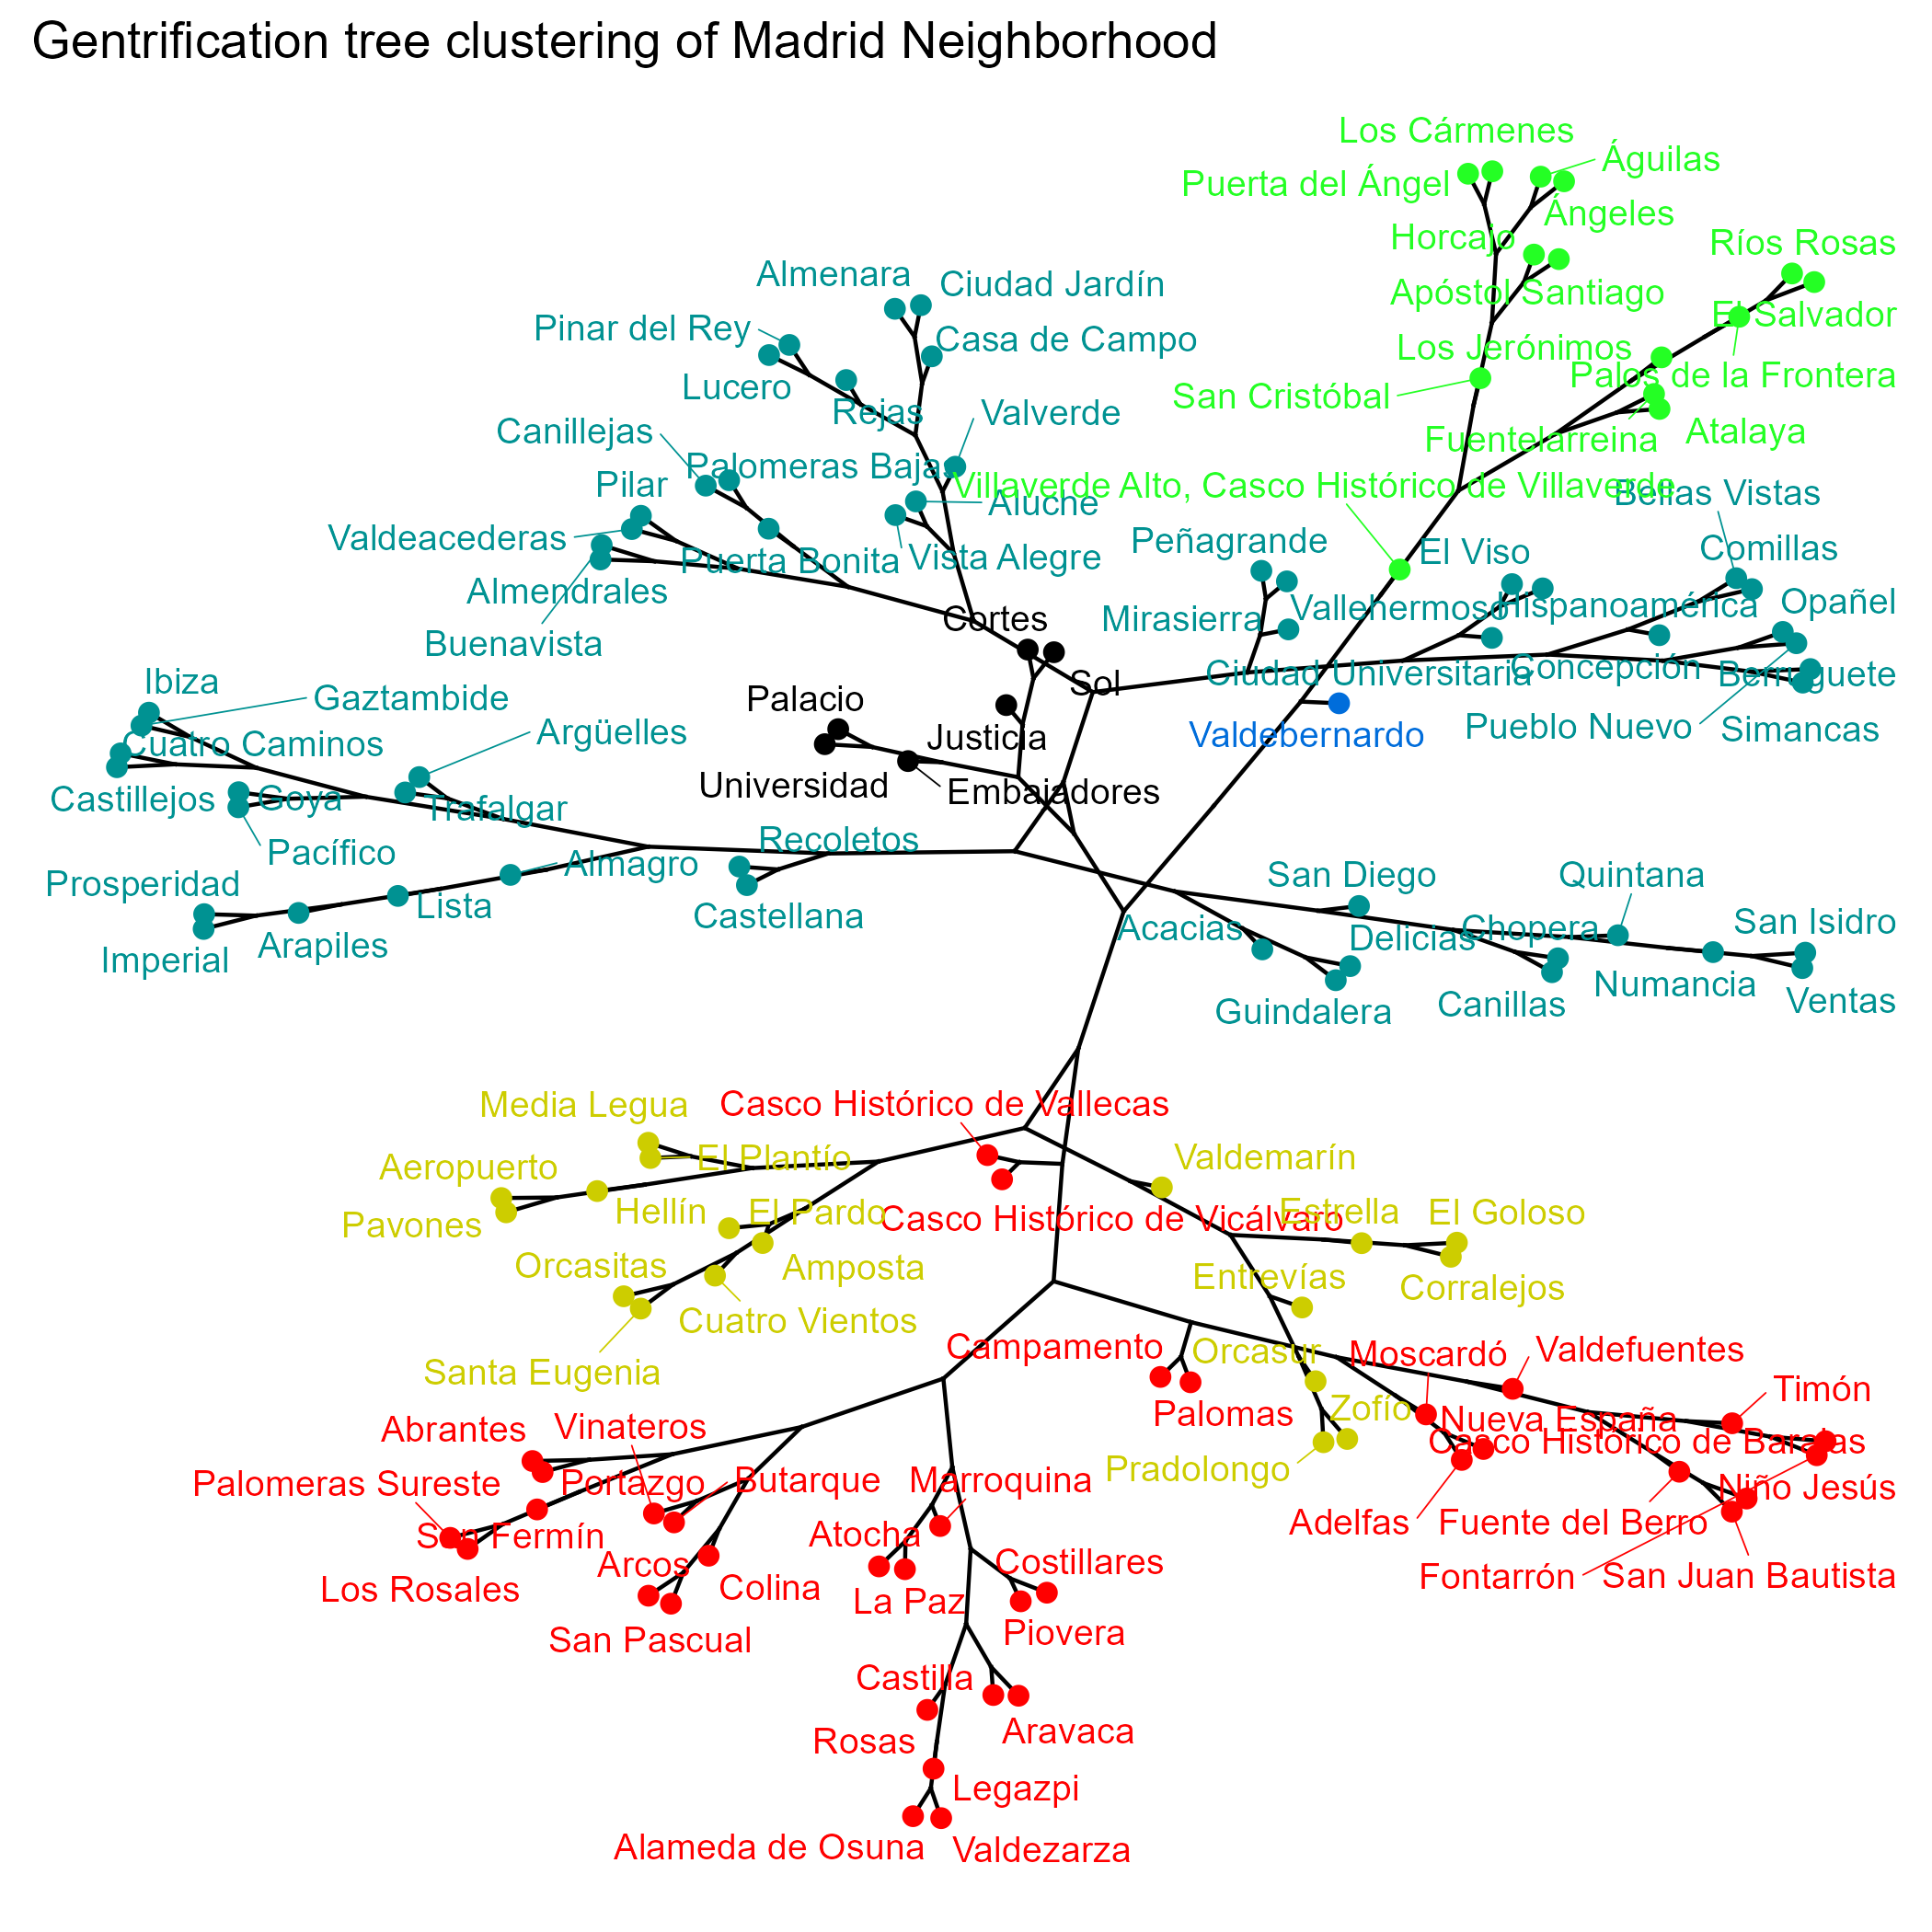 Gentrification tree clustering of Madrid Neighborhood
Los Cármenes
Águilas
Puerta del Ángel
Ángeles
Horcajo
Ríos Rosas
Almenara
Ciudad Jardín
Apóstol Santiago
El Salvador
Pinar del Rey
Casa de Campo
Los Jerónimos
Lucero
San Cristóbal
Palos de la Frontera
Rejas
Valverde
Canillejas
Fuentelarreina
Atalaya
Palomeras Bajas
Pilar
Villaverde Alto, Casco Histórico de Villaverde
Bellas Vistas
Aluche
Valdeacederas
Peñagrande
El Viso
Comillas
Puerta Bonita
Vista Alegre
Almendrales
Cortes
Mirasierra
Vallehermoso
Hispanoamérica
Opañel
Buenavista
Ibiza
Gaztambide
Palacio
Sol
Ciudad Universitaria
Concepción
Berruguete
Cuatro Caminos
Argüelles
Justicia
Valdebernardo
Pueblo Nuevo
Simancas
Castillejos
Goya
Trafalgar
Universidad
Embajadores
Pacífico
Recoletos
Almagro
Prosperidad
Lista
Castellana
San Diego
Quintana
Imperial
Arapiles
Acacias
Delicias
Chopera
San Isidro
Guindalera
Canillas
Numancia
Ventas
Media Legua
Casco Histórico de Vallecas
Aeropuerto
El Plantío
Valdemarín
Pavones
Hellín
El Pardo
Casco Histórico de Vicálvaro
Estrella
El Goloso
Orcasitas
Amposta
Entrevías
Corralejos
Cuatro Vientos
Santa Eugenia
Campamento
Orcasur
Moscardó
Valdefuentes
Timón
Abrantes
Vinateros
Palomas
Zofío
Nueva España
Casco Histórico de Barajas
Palomeras Sureste
Portazgo
Butarque
Marroquina
Pradolongo
Niño Jesús
San Fermín
Atocha
Adelfas
Fuente del Berro
Los Rosales
Arcos
Colina
La Paz
Costillares
Fontarrón
San Juan Bautista
San Pascual
Piovera
Castilla
Rosas
Aravaca
Legazpi
Alameda de Osuna
Valdezarza